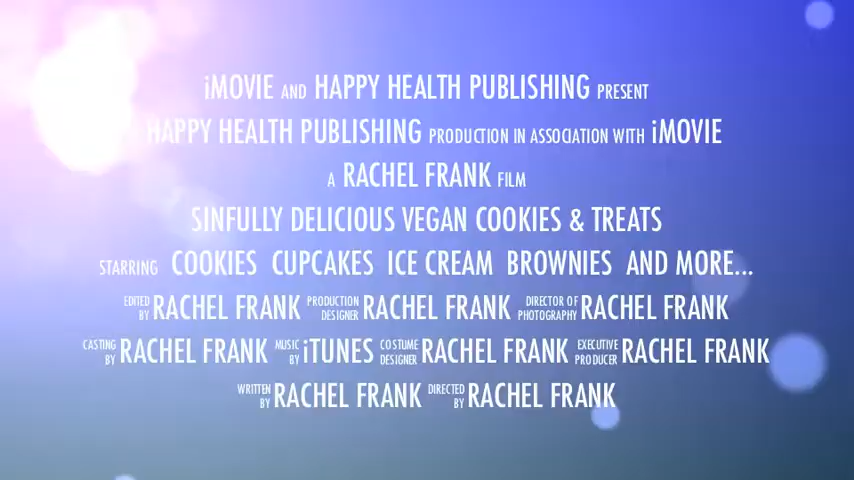 iMOVIE AND HAPPY HEALTH PUBLISHING PRESENT
HAPPY HEALTH PUBLISHING PRODUCTION IN ASSOCIATION WITH iMOVIE
A RACHEL FRANK FILM
SINFULLY DELICIOUS VEGAN COOKIES & TREATS
STARRING COOKIES CUPCAKES ICE CREAM BROWNIES AND MORE...
EDITED BY RACHEL FRANK PRODUCTION DESIGNER RACHEL FRANK DIRECTOR OF PHOTOGRAPHY RACHEL FRANK
CASTING BY RACHEL FRANK MUSIC BY iTUNES COSTUME DESIGNER RACHEL FRANK EXECUTIVE PRODUCER RACHEL FRANK
WRITTEN BY RACHEL FRANK DIRECTED BY RACHEL FRANK